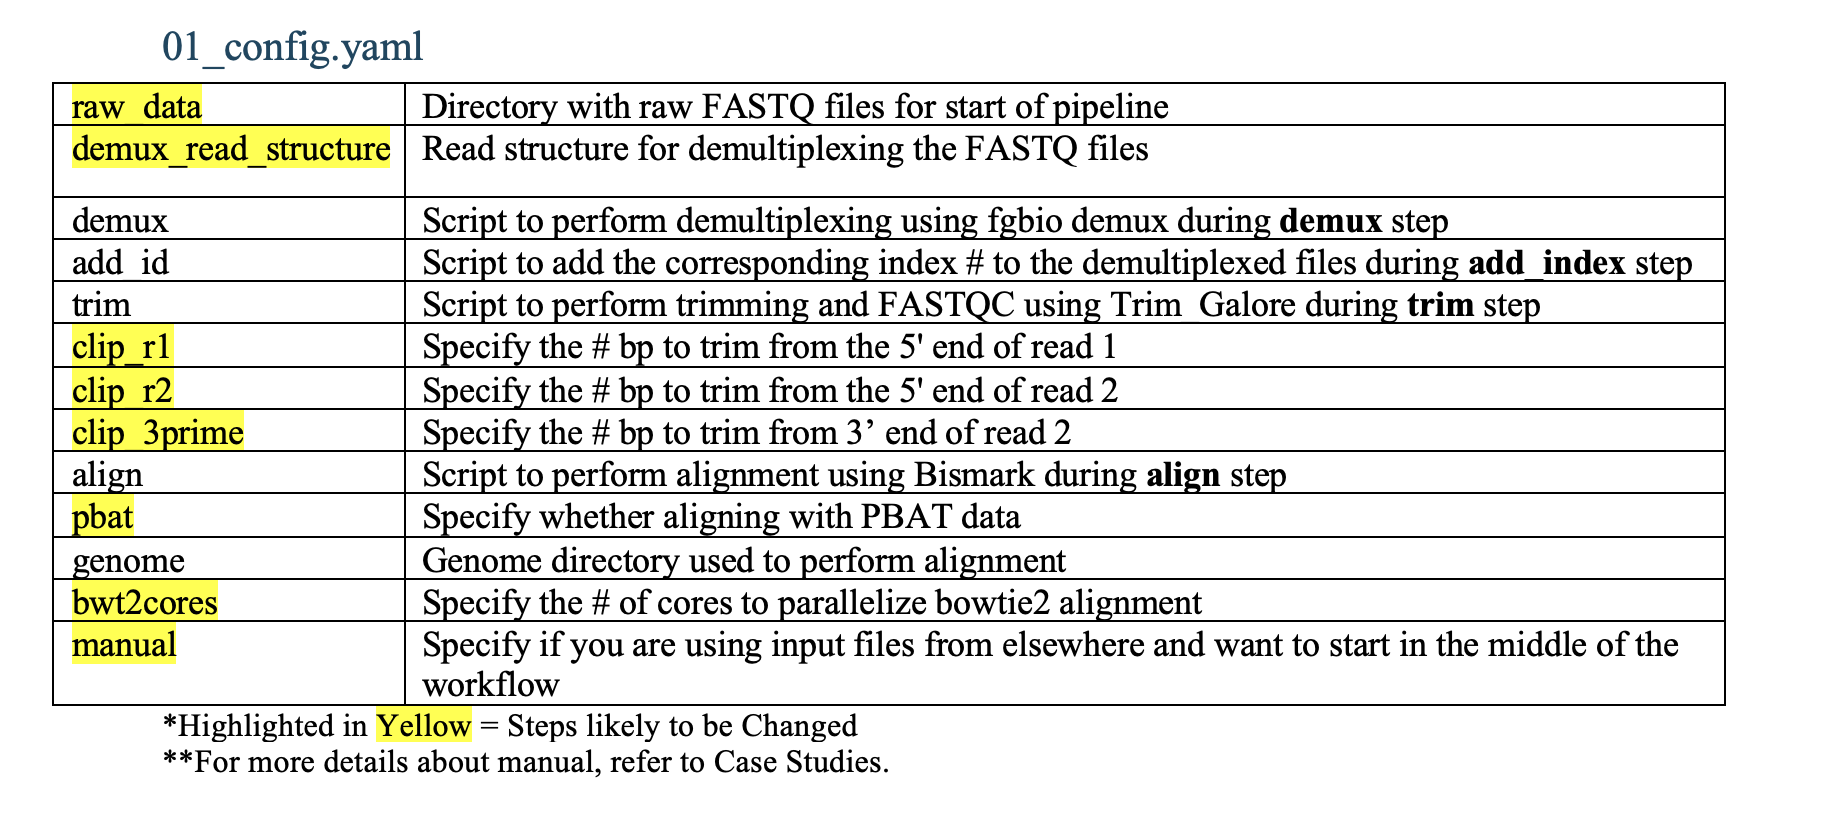 01_config.yaml
raw_data Directory with raw FASTQ files for start of pipeline
demux_read_structure Read structure for demultiplexing the FASTQ files
demux Script to perform demultiplexing using fgbio demux during demux step
add_id Script to add the corresponding index # to the demultiplexed files during add_index step
trim Script to perform trimming and FASTQC using Trim_Galore during trim step
clip_r1 Specify the # bp to trim from the 5' end of read 1
clip_r2 Specify the # bp to trim from the 5' end of read 2
clip_3prime Specify the # bp to trim from 3’ end of read 2
align Script to perform alignment using Bismark during align step
pbat Specify whether aligning with PBAT data
genome Genome directory used to perform alignment
bwt2cores Specify the # of cores to parallelize bowtie2 alignment
manual Specify if you are using input files from elsewhere and want to start in the middle of the
workflow
*Highlighted in Yellow = Steps likely to be Changed
**For more details about manual, refer to Case Studies.